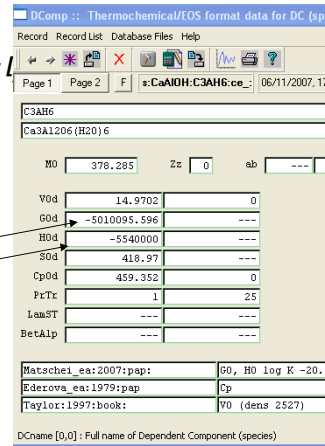 DComp :: Thermochemical/EOS format data for DC (sp
Record Record List Database Files Help
Page 1 Page 2 F s:CaAlOH:C3AH6:ce_: 06/11/2007, 17
C3AH6
Ca3Al2O6(H2O)6
M0 378.285 Zz 0 ab ---
V0d 14.9702 0
G0d -5010095.596 ---
H0d -5540000 ---
S0d 418.97 ---
Cp0d 459.352 0
PrTr 1 25
LamST --- ---
BetAlp --- ---
Matschei_ea:2007:pap: G0, H0 log K -20.
Ederova_ea:1979:pap Cp
Taylor:1997:book: V0 (dens 2527)
DCname [0,0] : Full name of Dependent Component (species)